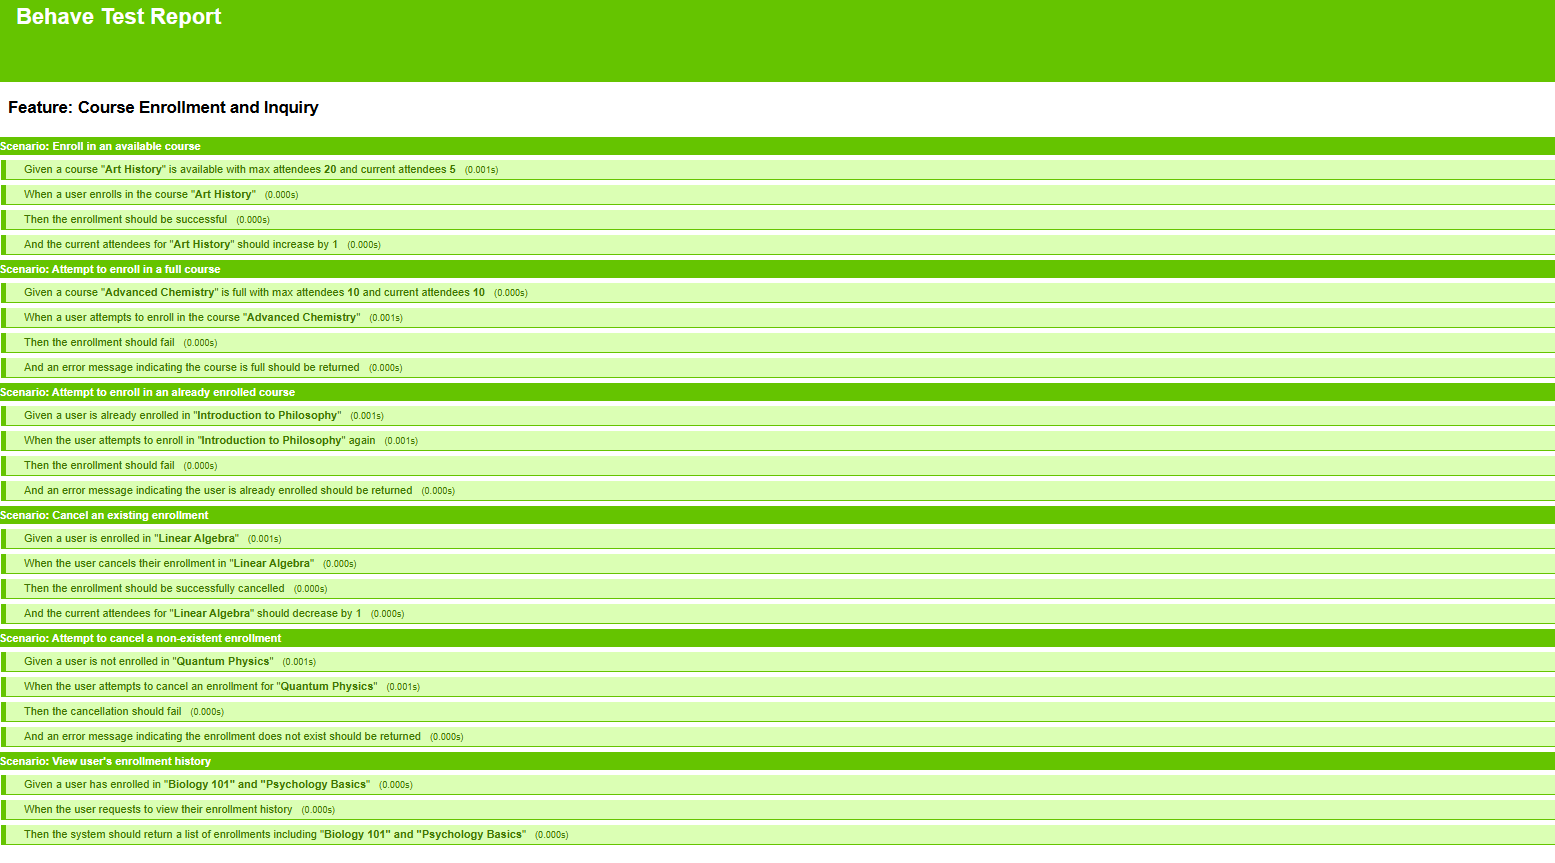 Behave Test Report
Feature: Course Enrollment and Inquiry
Scenario: Enroll in an available course
Given a course "Art History" is available with max attendees 20 and current attendees 5 (0.001s)
When a user enrolls in the course "Art History" (0.000s)
Then the enrollment should be successful (0.000s)
And the current attendees for "Art History" should increase by 1 (0.000s)
Scenario: Attempt to enroll in a full course
Given a course "Advanced Chemistry" is full with max attendees 10 and current attendees 10 (0.000s)
When a user attempts to enroll in the course "Advanced Chemistry" (0.001s)
Then the enrollment should fail (0.000s)
And an error message indicating the course is full should be returned (0.000s)
Scenario: Attempt to enroll in an already enrolled course
Given a user is already enrolled in "Introduction to Philosophy" (0.001s)
When the user attempts to enroll in "Introduction to Philosophy" again (0.001s)
Then the enrollment should fail (0.000s)
And an error message indicating the user is already enrolled should be returned (0.000s)
Scenario: Cancel an existing enrollment
Given a user is enrolled in "Linear Algebra" (0.001s)
When the user cancels their enrollment in "Linear Algebra" (0.000s)
Then the enrollment should be successfully cancelled (0.000s)
And the current attendees for "Linear Algebra" should decrease by 1 (0.000s)
Scenario: Attempt to cancel a non-existent enrollment
Given a user is not enrolled in "Quantum Physics" (0.001s)
When the user attempts to cancel an enrollment for "Quantum Physics" (0.001s)
Then the cancellation should fail (0.000s)
And an error message indicating the enrollment does not exist should be returned (0.000s)
Scenario: View user's enrollment history
Given a user has enrolled in "Biology 101" and "Psychology Basics" (0.000s)
When the user requests to view their enrollment history (0.000s)
Then the system should return a list of enrollments including "Biology 101" and "Psychology Basics" (0.000s)